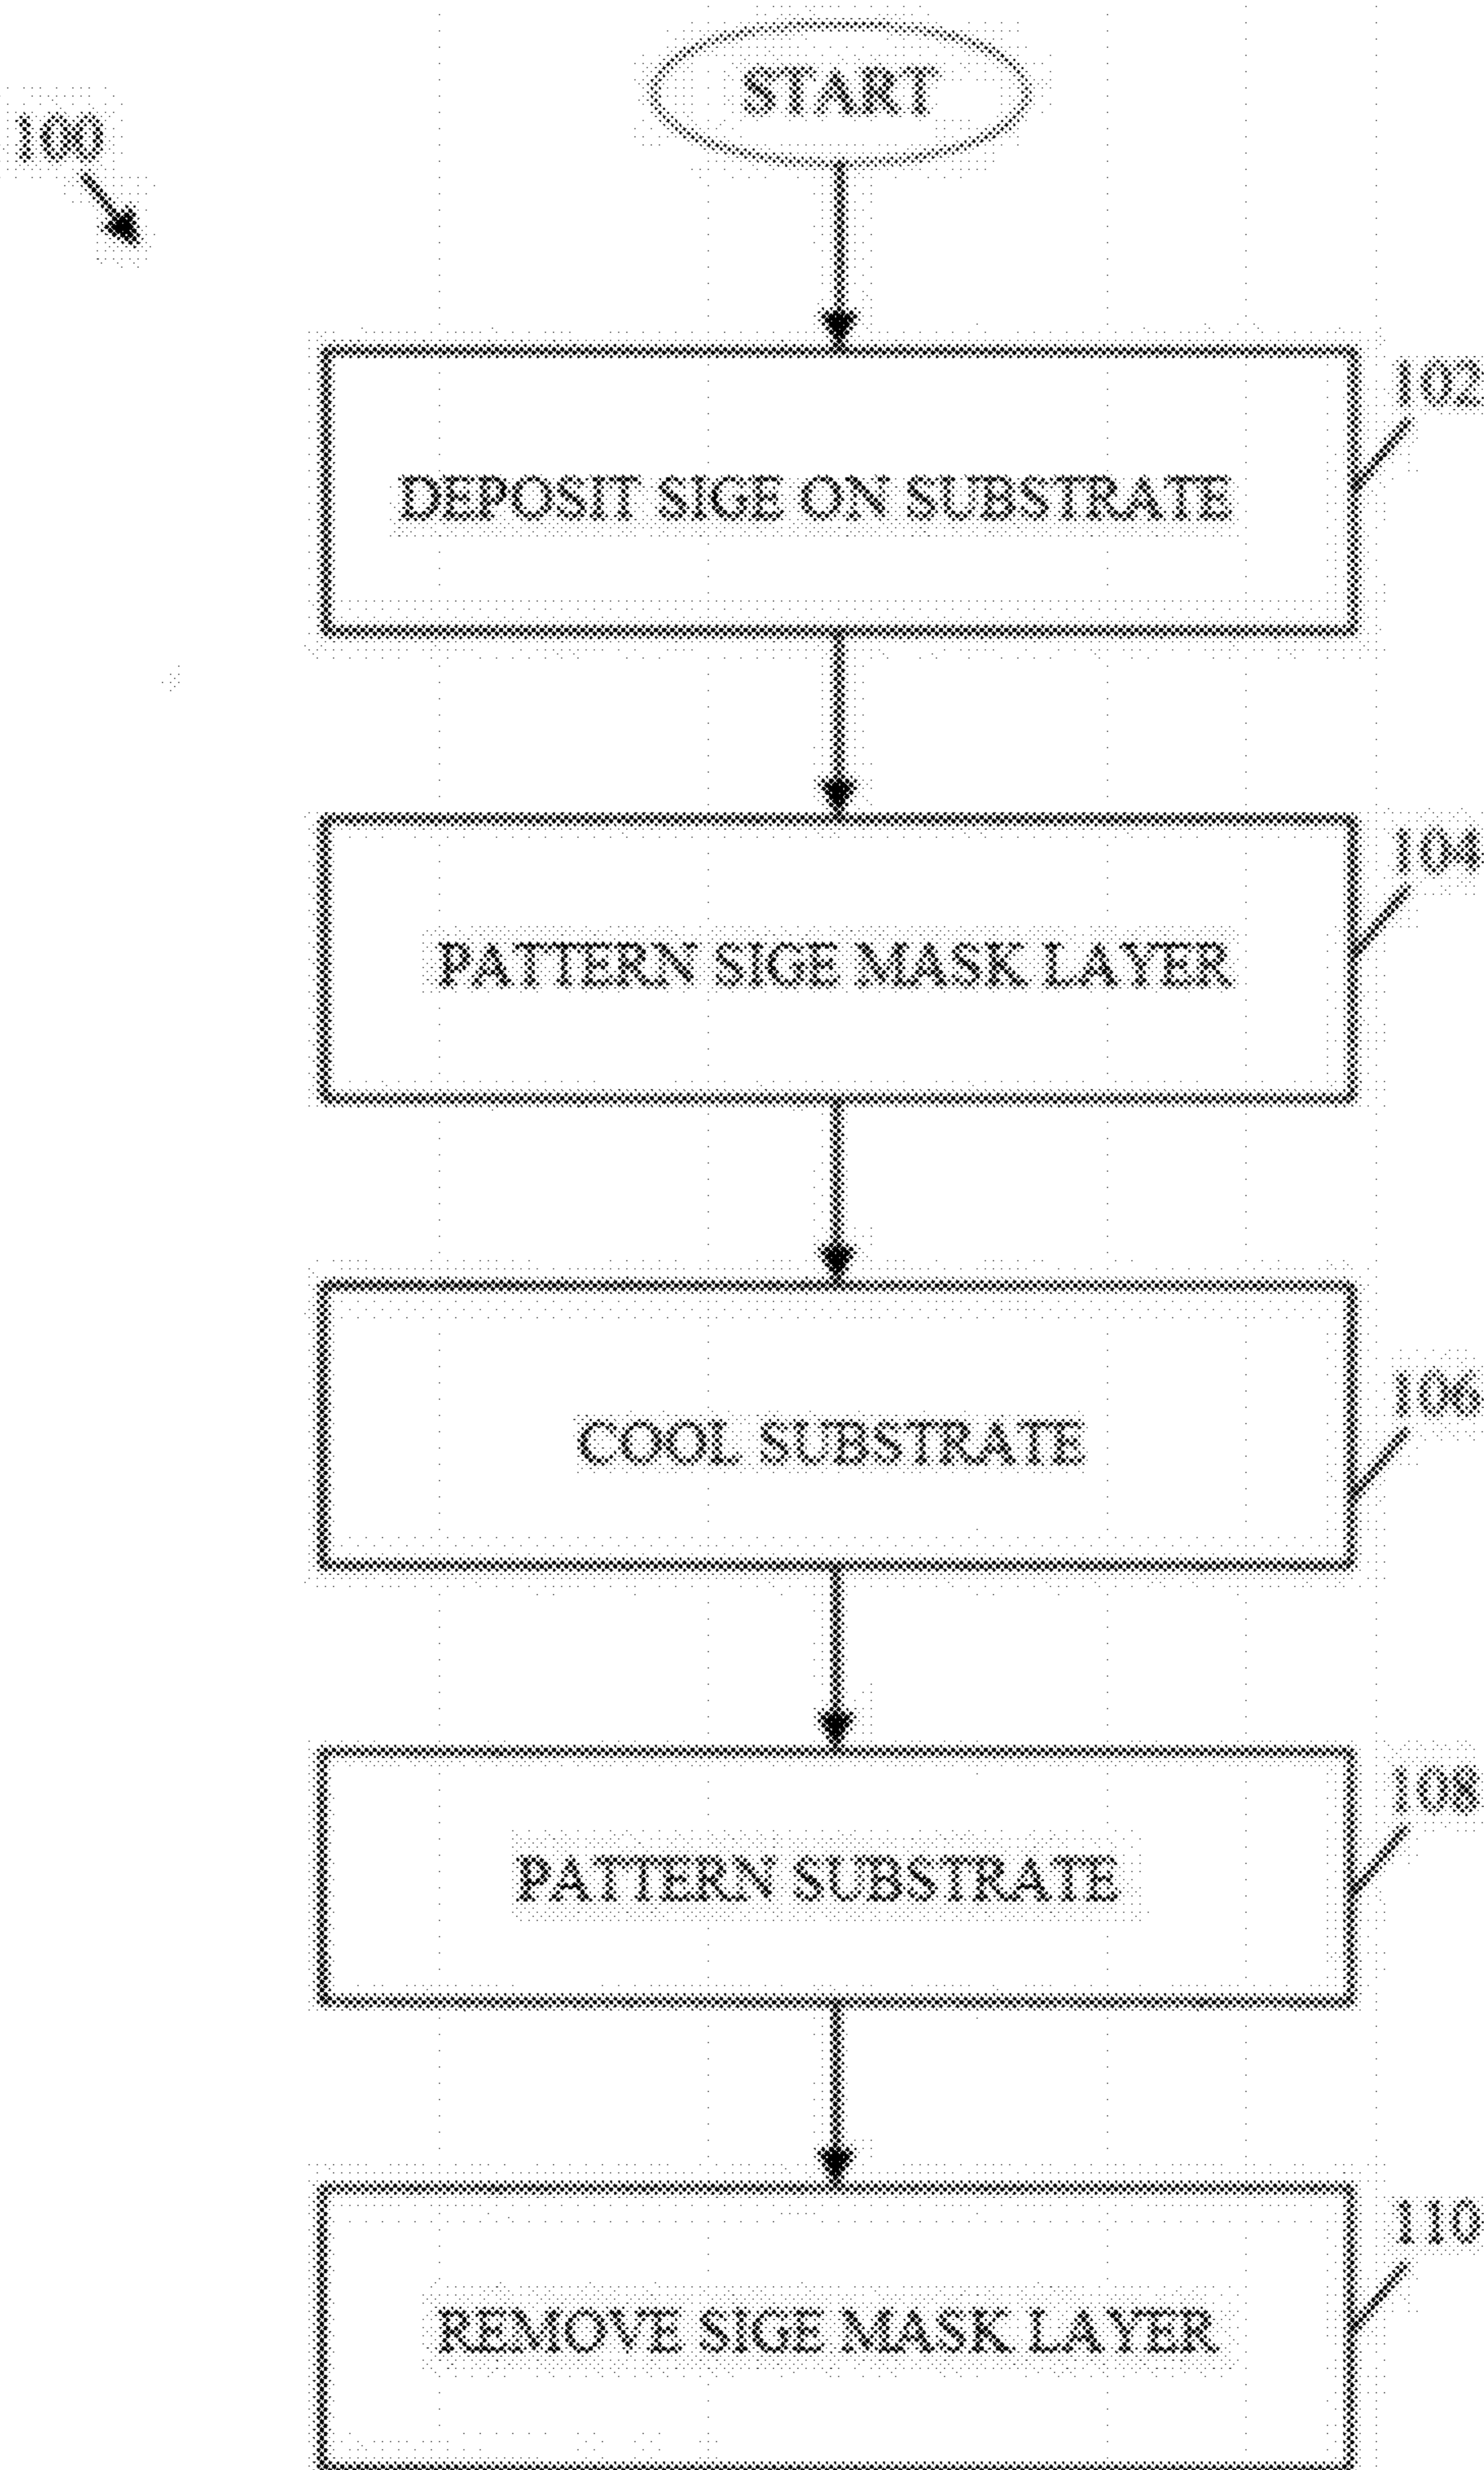 START
100
102
DEPOSIT SIGE ON SUBSTRATE
104
PATTERN SIGE MASK LAYER
106
COOL SUBSTRATE
108
PATTERN SUBSTRATE
110
REMOVE SIGE MASK LAYER